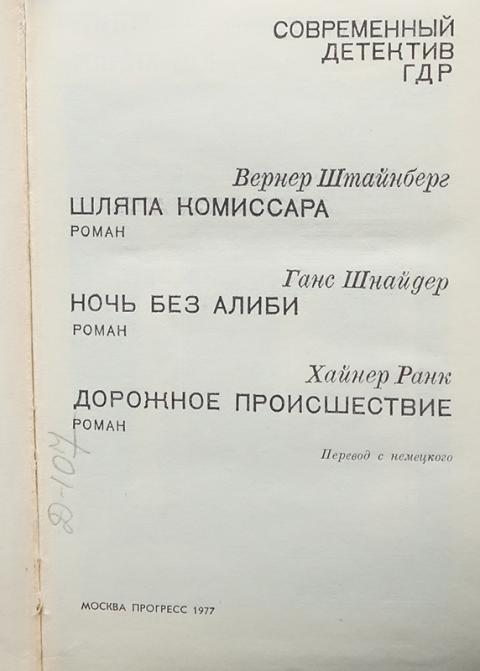 СОВРЕМЕННЫЙ
ДЕТЕКТИВ
ГДР
Вернер Штайнберг
ШЛЯПА КОМИССАРА
РОМАН
Ганс Шнайдер
НОЧЬ БЕЗ АЛИБИ
РОМАН
Хайнер Ранк
ДОРОЖНОЕ ПРОИСШЕСТВИЕ
РОМАН
Перевод с немецкого
Д-107
МОСКВА ПРОГРЕСС 1977